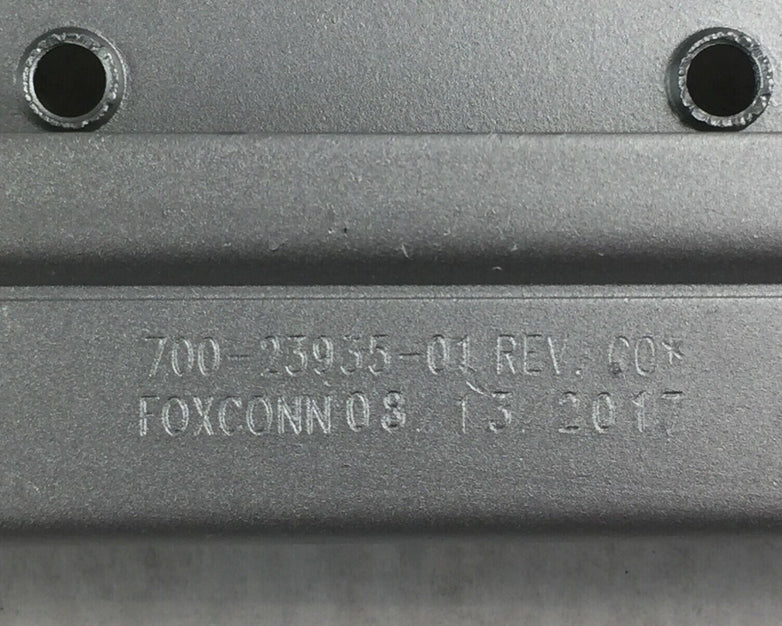 700-23935-01 REV. C0*
FOXCONN 08. 13. 2017